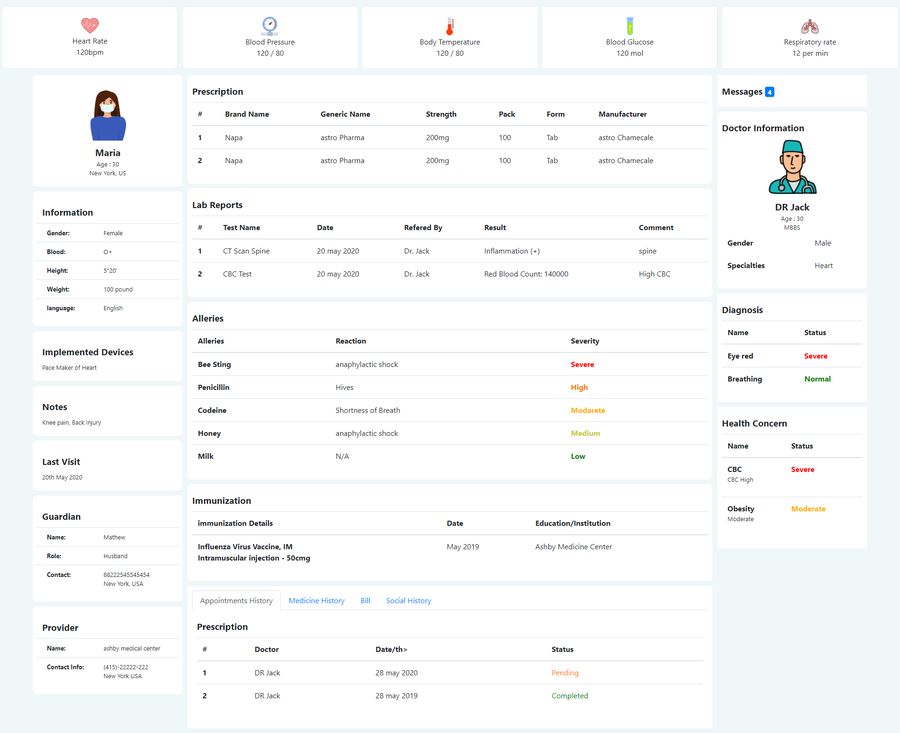 Heart Rate
120bpm
Blood Pressure
120 / 80
Body Temperature
120 / 80
Blood Glucose
120 mol
Respiratory rate
12 per min
Maria
Age : 30
New York, US
Information
Gender: Female
Blood: O+
Height: 5"20'
Weight: 100 pound
language: English
Implemented Devices
Pace Maker of Heart
Notes
Knee pain, Back injury
Last Visit
20th May 2020
Guardian
Name: Mathew
Role: Husband
Contact: 88222545545454
New York, USA
Provider
Name: ashby medical center
Contact Info: (415)-22222-222
New York USA
Prescription
# Brand Name Generic Name Strength Pack Form Manufacturer
1 Napa astro Pharma 200mg 100 Tab astro Chamecale
2 Napa astro Pharma 200mg 100 Tab astro Chamecale
Lab Reports
# Test Name Date Refered By Result Comment
1 CT Scan Spine 20 may 2020 Dr. Jack Inflammation (+) spine
2 CBC Test 20 may 2020 Dr. Jack Red Blood Count: 140000 High CBC
Alleries
Alleries Reaction Severity
Bee Sting anaphylactic shock Severe
Penicillin Hives High
Codeine Shortness of Breath Modarete
Honey anaphylactic shock Medium
Milk N/A Low
Immunization
immunization Details Date Education/Institution
Influenza Virus Vaccine, IM May 2019 Ashby Medicine Center
Intramuscular injection - 50cmg
Appointments History Medicine History Bill Social History
Prescription
# Doctor Date/th> Status
1 DR Jack 28 may 2020 Pending
2 DR Jack 28 may 2019 Completed
Messages 4
Doctor Information
DR Jack
Age : 30
MBBS
Gender Male
Specialties Heart
Diagnosis
Name Status
Eye red Severe
Breathing Normal
Health Concern
Name Status
CBC Severe
CBC High
Obesity Moderate
Moderate